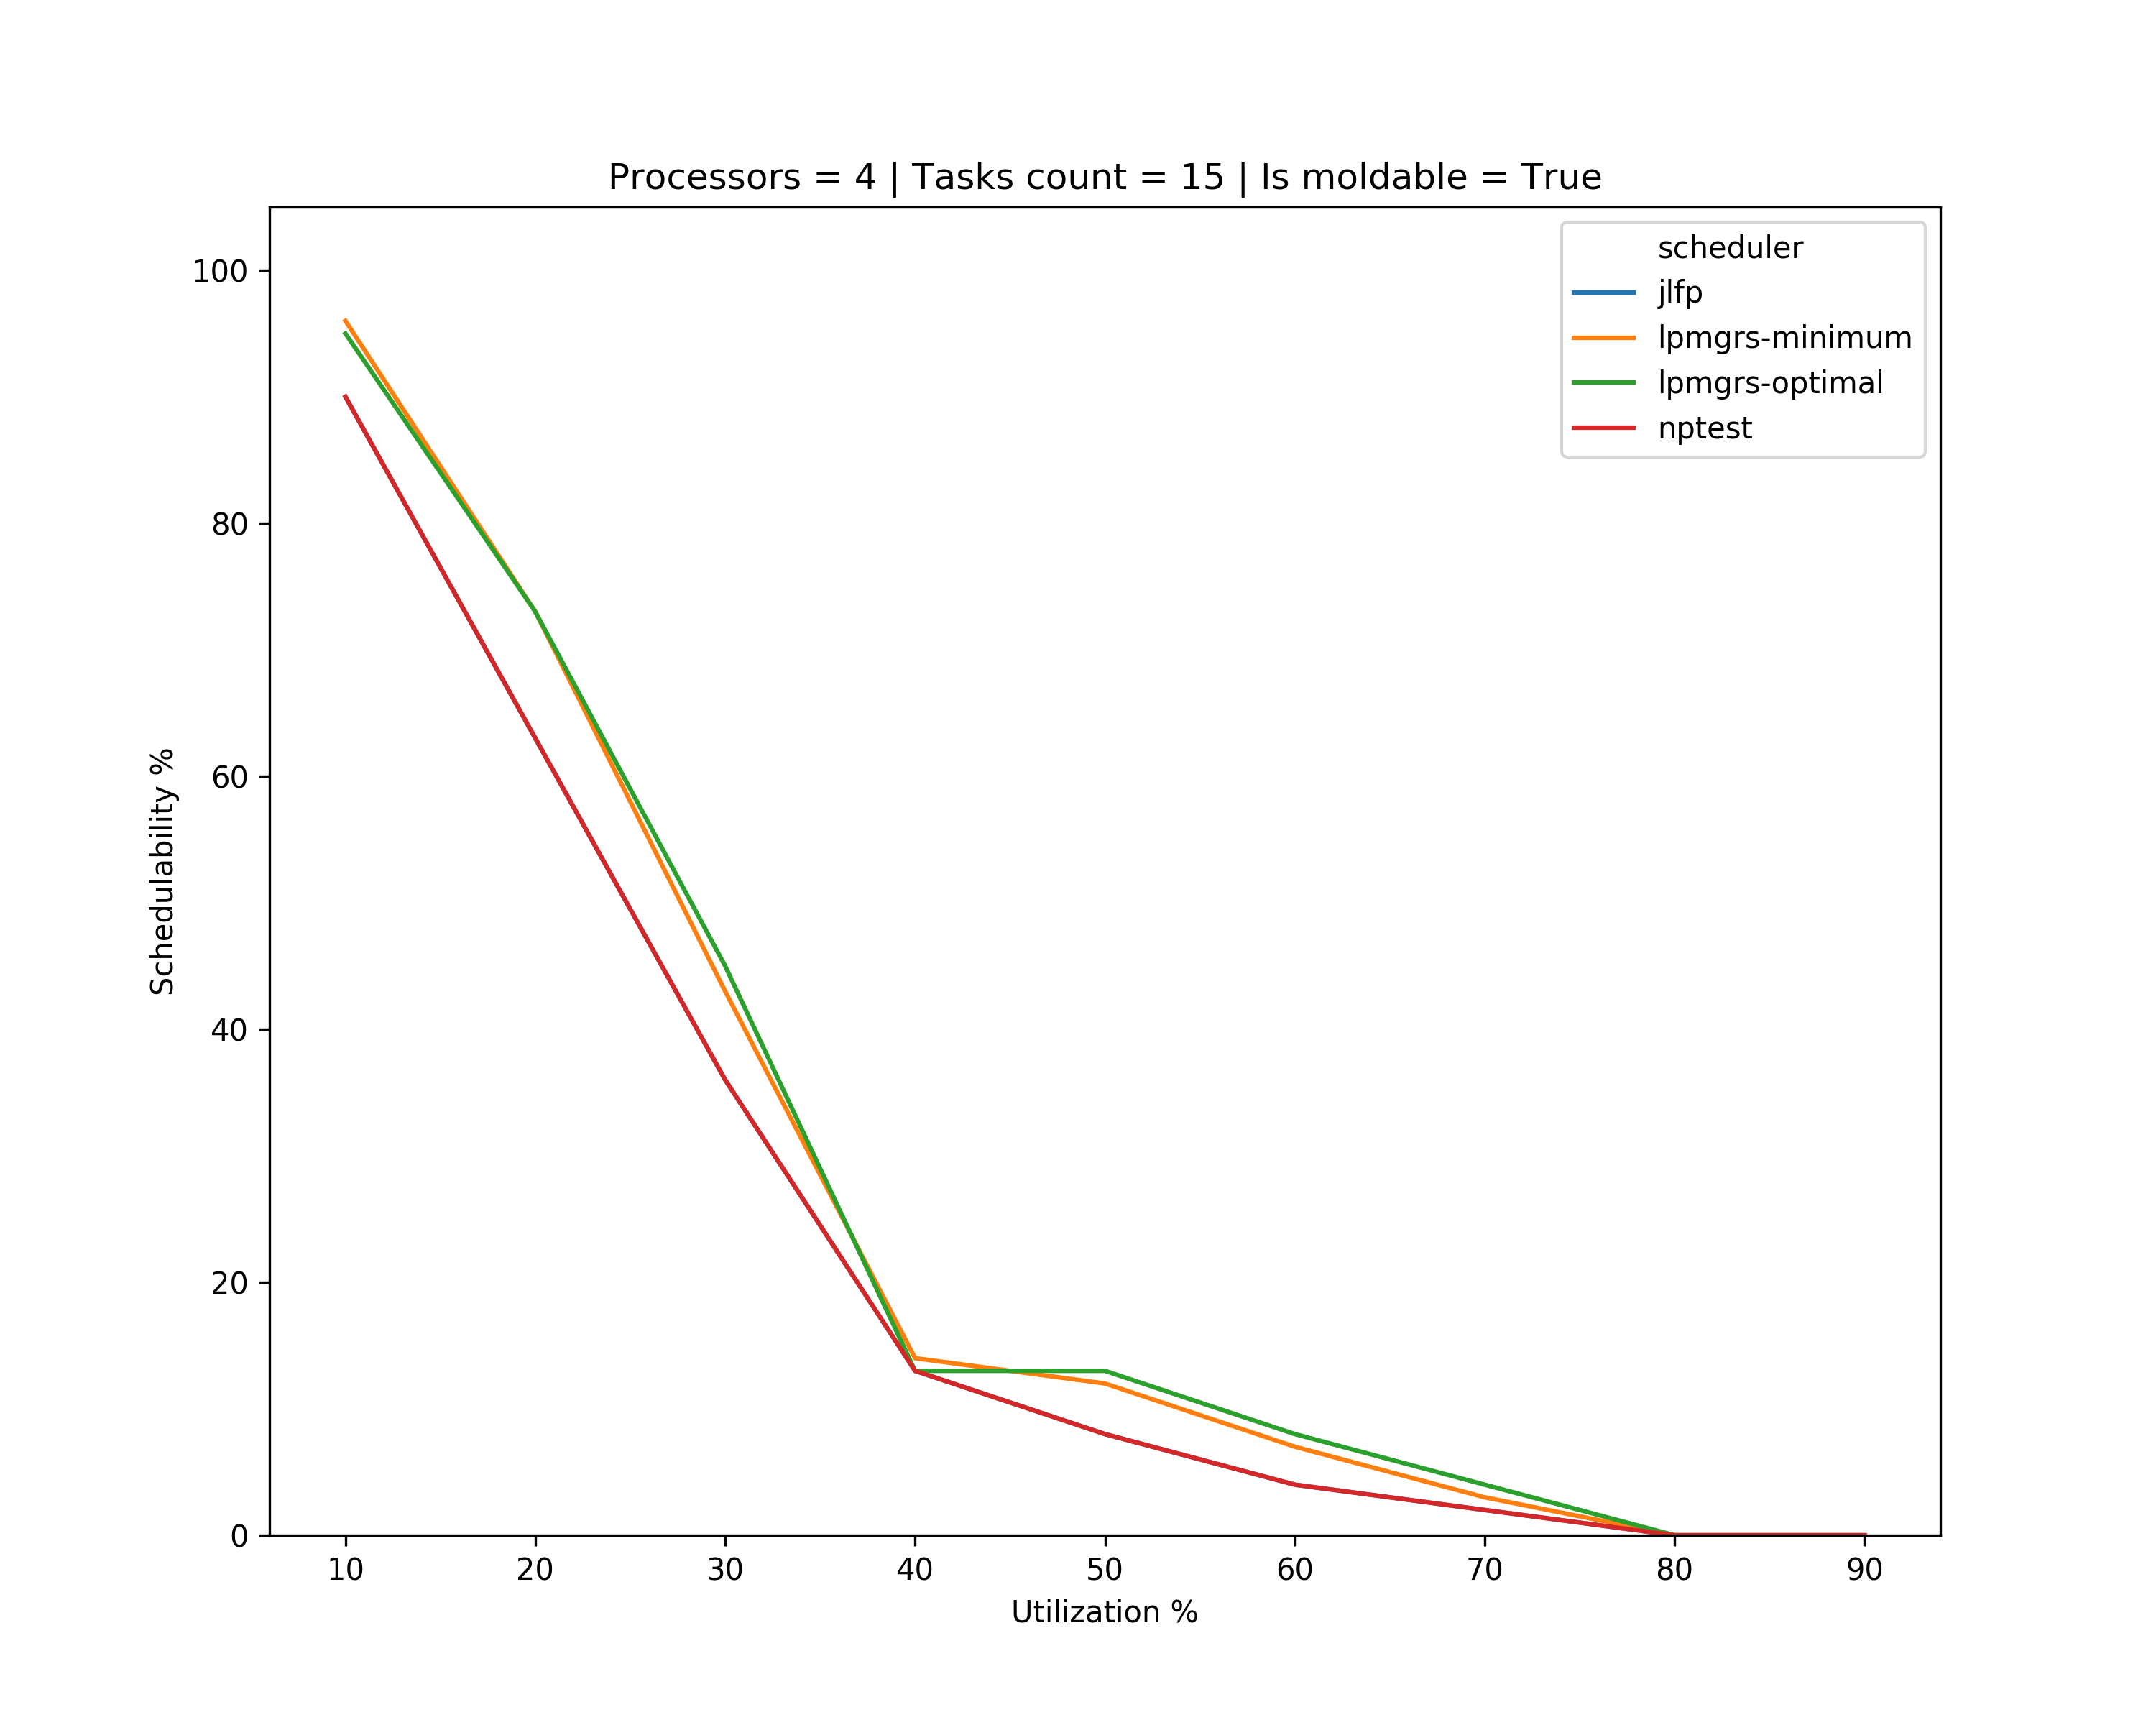 Processors = 4 | Tasks count = 15 | Is moldable = True
scheduler
jlfp
lpmgrs-minimum
lpmgrs-optimal
nptest
Schedulability %
100
80
60
40
20
0
10 20 30 40 50 60 70 80 90
Utilization %